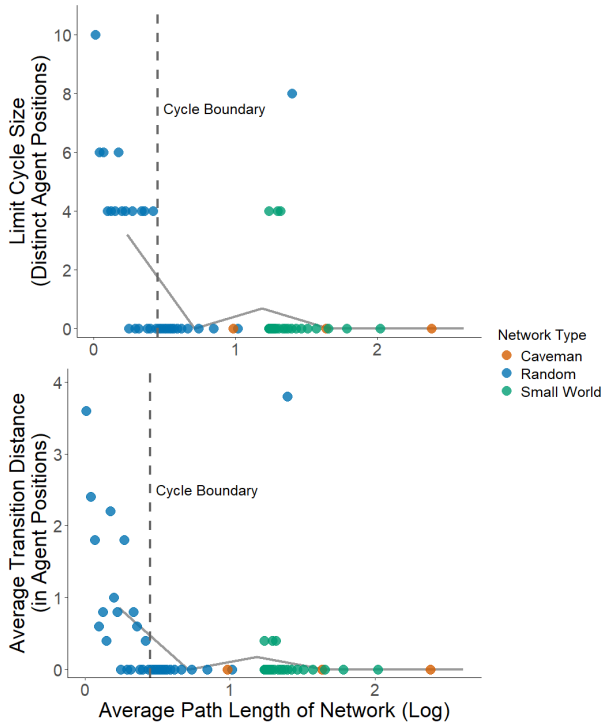 Limit Cycle Size
(Distinct Agent Positions)
10
8
6
4
2
0
Cycle Boundary
0
1
2
Network Type
Caveman
Random
Small World
Average Transition Distance
(in Agent Positions)
4
3
2
1
0
Cycle Boundary
0
1
2
Average Path Length of Network (Log)